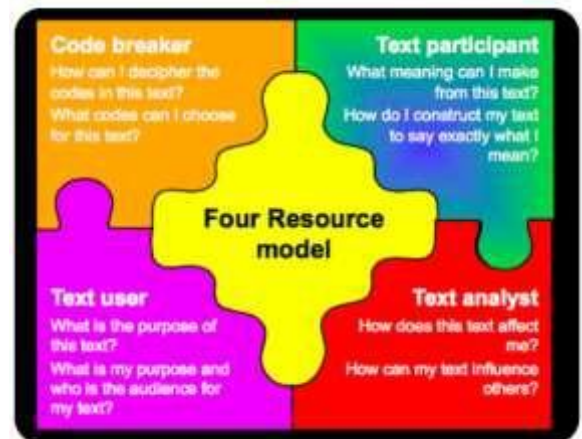 Code breaker
How can I decipher the
codes in this text?
What codes can I choose
for this text?
Text participant
What meaning can I make
from this text?
How do I construct my text
to say exactly what I
mean?
Four Resource
model
Text user
What is the purpose of
this text?
What is my purpose and
who is the audience for
my text?
Text analyst
How does this text affect
me?
How can my text influence
others?